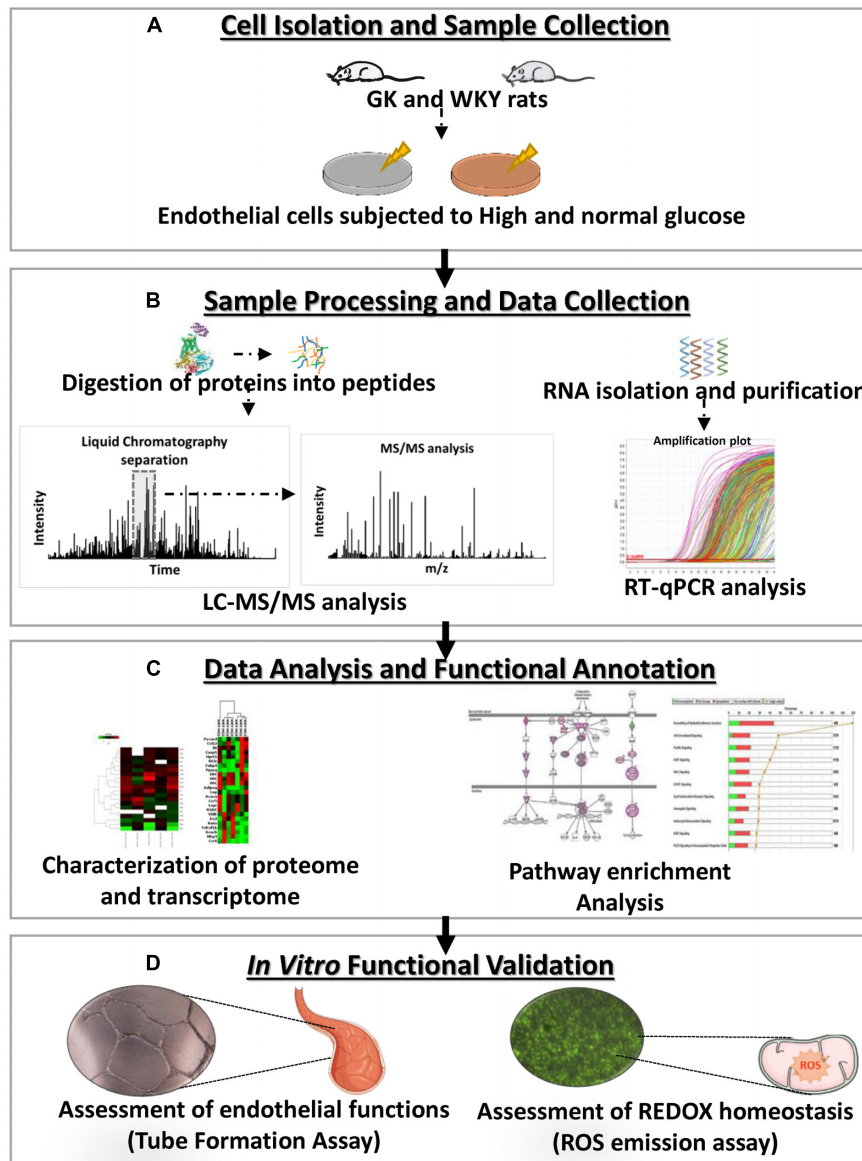 A
Cell Isolation and Sample Collection
GK and WKY rats
Endothelial cells subjected to High and normal glucose
B
Sample Processing and Data Collection
Digestion of proteins into peptides
RNA isolation and purification
Liquid Chromatography
separation
Intensity
Time
MS/MS analysis
Intensity
m/z
LC-MS/MS analysis
Amplification plot
RT-qPCR analysis
C
Data Analysis and Functional Annotation
Characterization of proteome
and transcriptome
Pathway enrichment
Analysis
D
In Vitro Functional Validation
ROS
Assessment of endothelial functions
(Tube Formation Assay)
Assessment of REDOX homeostasis
(ROS emission assay)